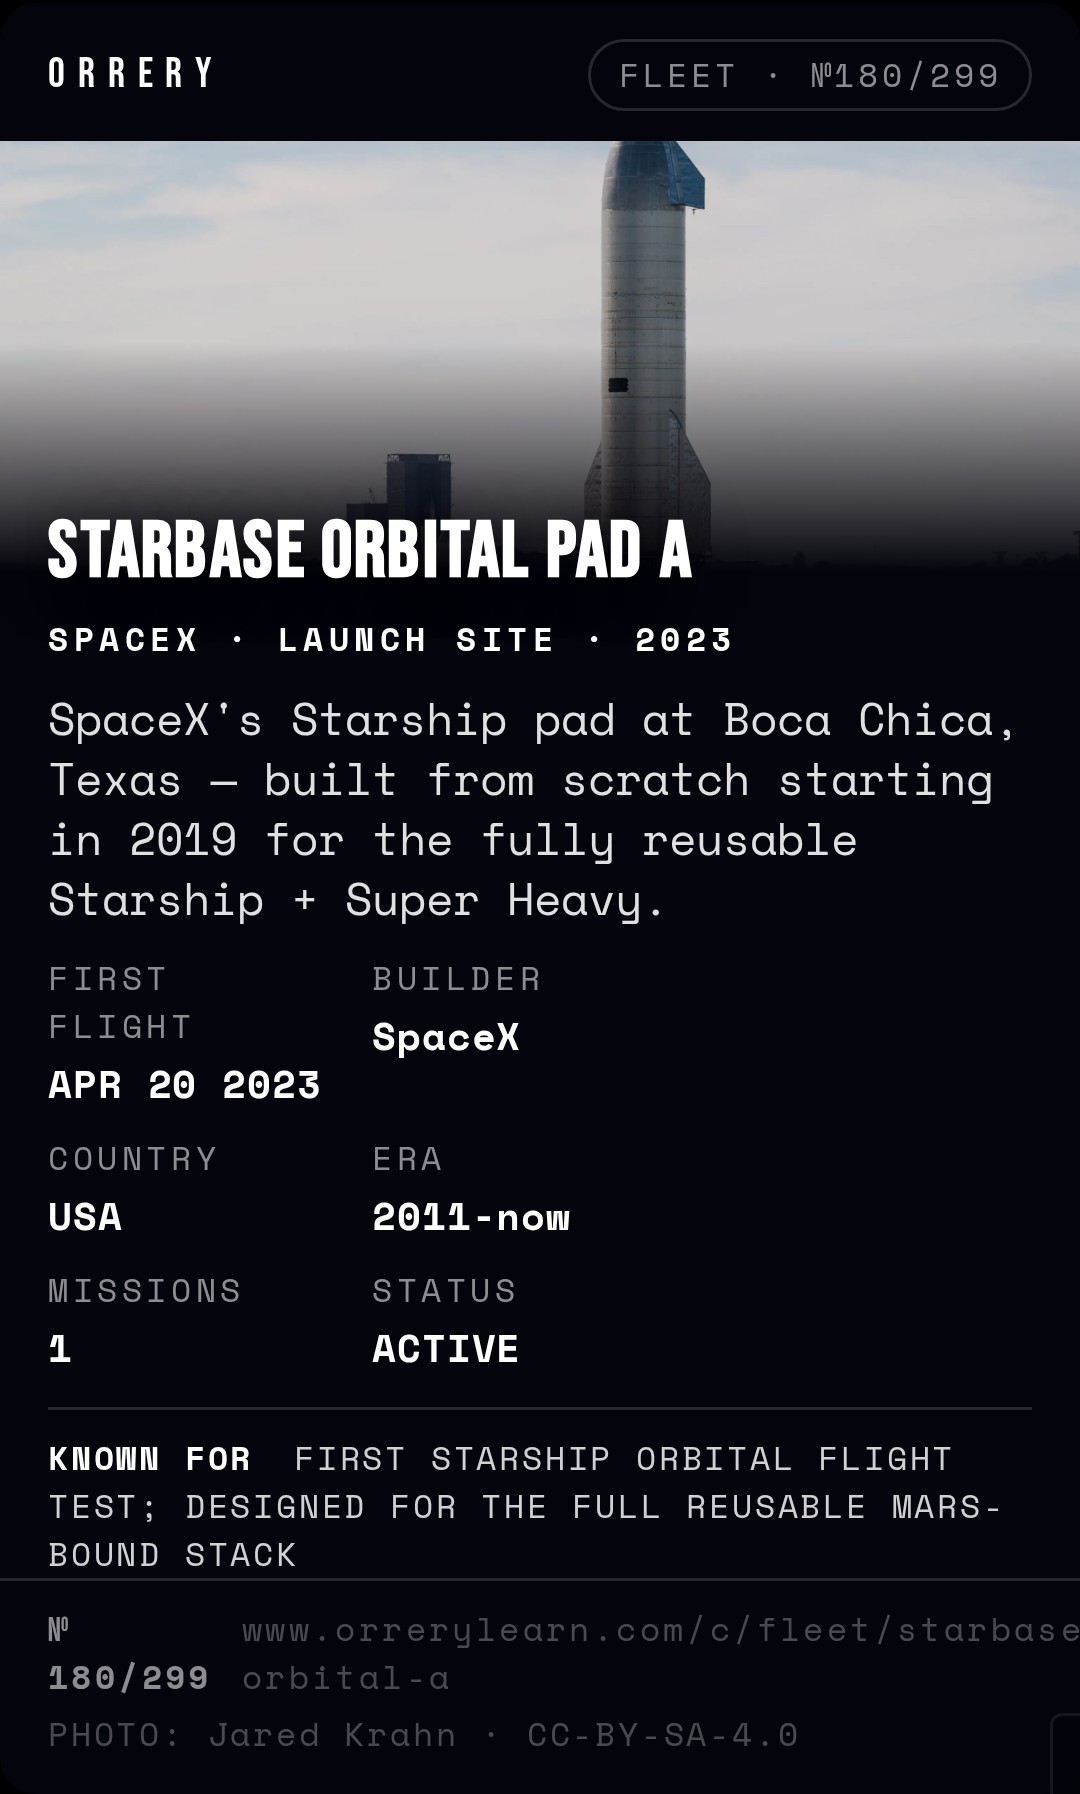 ORRERY
FLEET · №180/299
STARBASE ORBITAL PAD A
SPACEX · LAUNCH SITE · 2023
SpaceX's Starship pad at Boca Chica,
Texas — built from scratch starting
in 2019 for the fully reusable
Starship + Super Heavy.
FIRST
FLIGHT
APR 20 2023
BUILDER
SpaceX
COUNTRY
USA
ERA
2011-now
MISSIONS
1
STATUS
ACTIVE
KNOWN FOR FIRST STARSHIP ORBITAL FLIGHT
TEST; DESIGNED FOR THE FULL REUSABLE MARS-
BOUND STACK
№
180/299
www.orrerylearn.com/c/fleet/starbase
orbital-a
PHOTO: Jared Krahn · CC-BY-SA-4.0